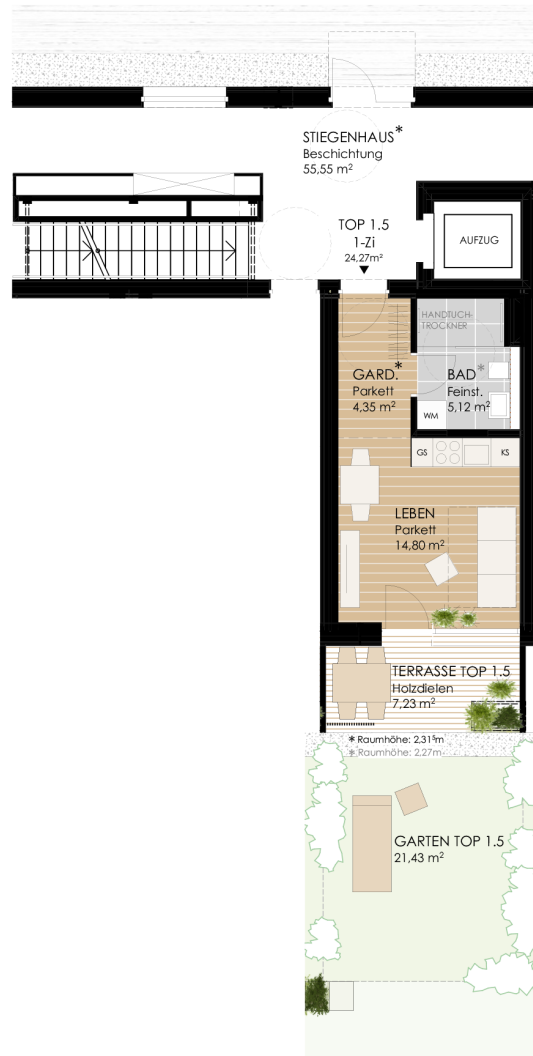 STIEGENHAUS*
Beschichtung
55,55 m²
TOP 1.5
1-Zi
24,27m²
AUFZUG
HANDTUCH-
TROCKNER
GARD.*
Parkett
4,35 m²
BAD*
Feinst.
5,12 m²
WM
GS
KS
LEBEN
Parkett
14,80 m²
TERRASSE TOP 1.5
Holzdielen
7,23 m²
* Raumhöhe: 2,31⁵m
* Raumhöhe: 2,27m
GARTEN TOP 1.5
21,43 m²